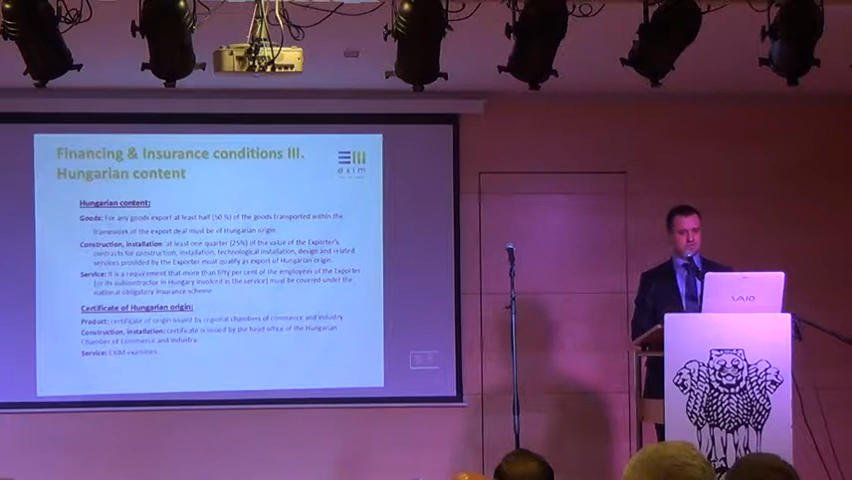 Financing & Insurance conditions III.
Hungarian content
exim
Hungarian content:
Goods: For any goods export at least half (50 %) of the goods transported within the
framework of the export deal must be of Hungarian origin.
Construction, installation: at least one quarter (25%) of the value of the Exporter's
contracts for construction, installation, technological installation, design and related
services provided by the Exporter must qualify as export of Hungarian origin.
Service: It is a requirement that more than fifty per cent of the employees of the Exporter
(or its subcontractor in Hungary involved in the service) must be covered under the
national obligatory insurance scheme.
Certificate of Hungarian origin:
Product: certificate of origin issued by regional chambers of commerce and industry
Construction, installation: certificate is issued by the head office of the Hungarian
Chamber of Commerce and Industry
Service: EXIM examines
VAIO